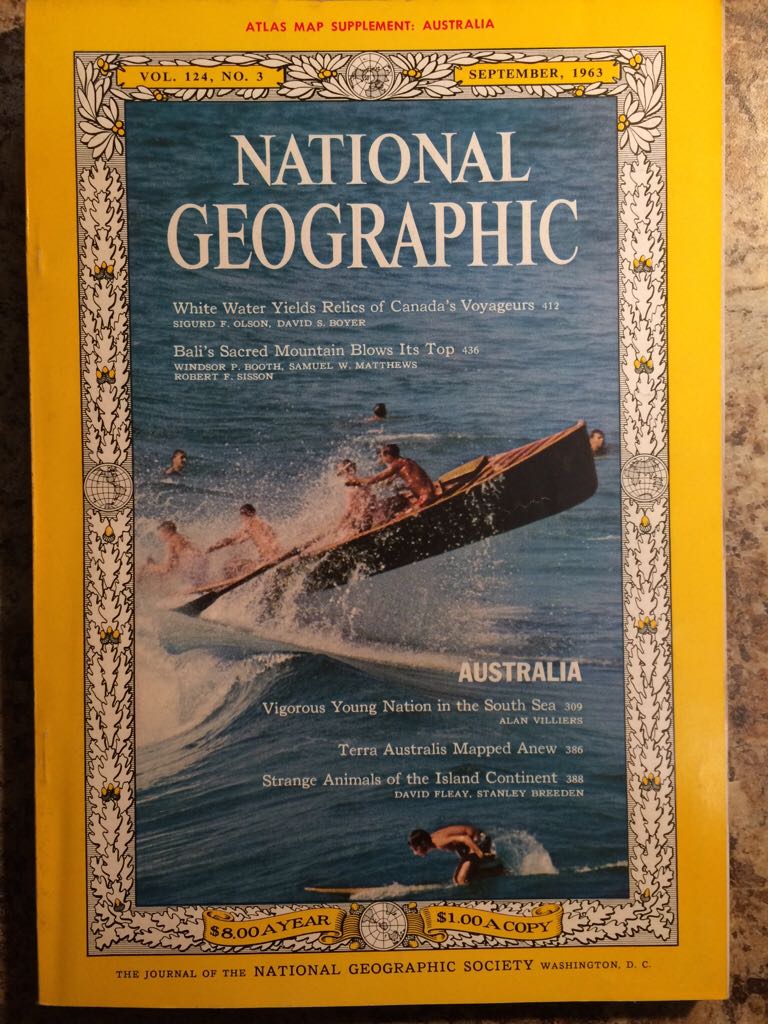 ATLAS MAP SUPPLEMENT: AUSTRALIA
VOL. 124, NO. 3
SEPTEMBER, 1963
NATIONAL
GEOGRAPHIC
White Water Yields Relics of Canada's Voyageurs 412
SIGURD F. OLSON, DAVID S. BOYER
Bali's Sacred Mountain Blows Its Top 436
WINDSOR P. BOOTH, SAMUEL W. MATTHEWS
ROBERT F. SISSON
AUSTRALIA
Vigorous Young Nation in the South Sea 309
ALAN VILLIERS
Terra Australis Mapped Anew 386
Strange Animals of the Island Continent 388
DAVID FLEAY, STANLEY BREEDEN
$8.00 A YEAR
$1.00 A COPY
THE JOURNAL OF THE NATIONAL GEOGRAPHIC SOCIETY WASHINGTON, D. C.